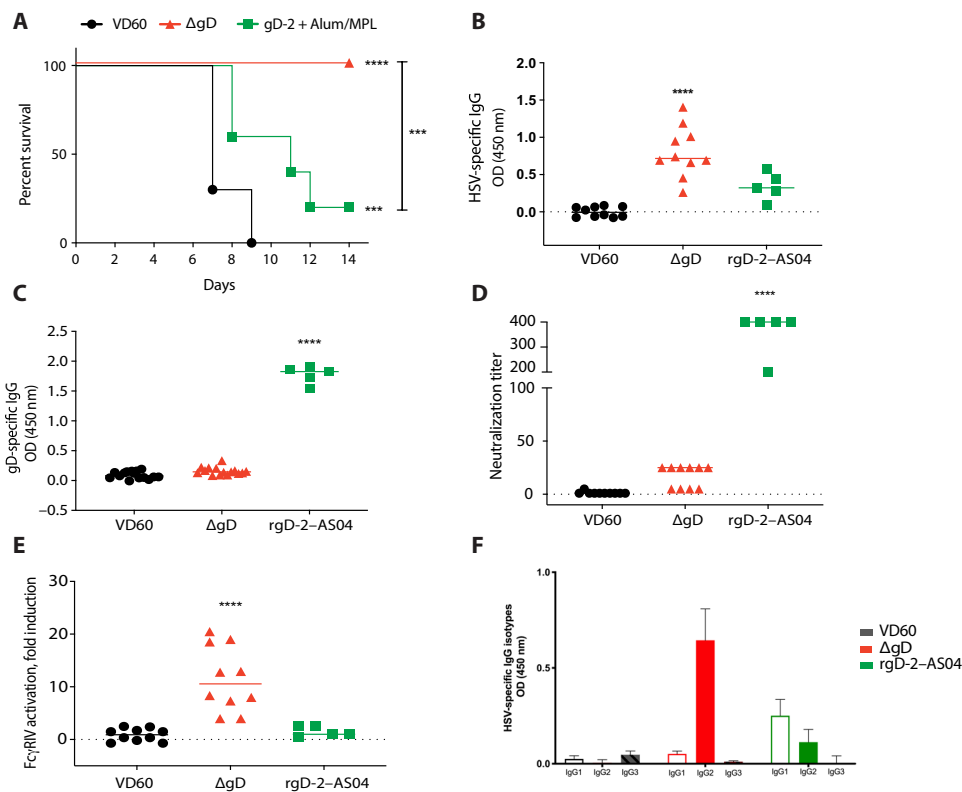 A
VD60 ΔgD gD-2 + Alum/MPL
Percent survival
100
50
0
0 2 4 6 8 10 12 14
Days
****
***
***
B
HSV-specific IgG
OD (450 nm)
2.0
1.5
1.0
0.5
0.0
****
VD60 ΔgD rgD-2–AS04
C
gD-specific IgG
OD (450 nm)
2.5
2.0
1.5
1.0
0.5
0.0
−0.5
****
VD60 ΔgD rgD-2–AS04
D
Neutralization titer
400
300
200
100
50
0
****
VD60 ΔgD rgD-2–AS04
E
FcγRIV activation, fold induction
30
20
10
0
****
VD60 ΔgD rgD-2–AS04
F
HSV-specific IgG isotypes
OD (450 nm)
1.0
0.5
0.0
IgG1 IgG2 IgG3 IgG1 IgG2 IgG3 IgG1 IgG2 IgG3
VD60
ΔgD
rgD-2–AS04